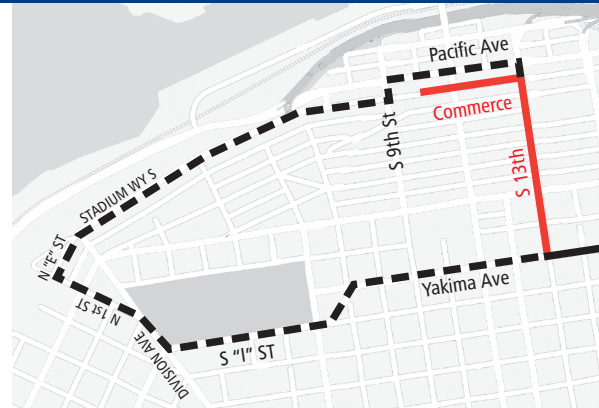 Pacific Ave
Commerce
S 9th St
S 13th
STADIUM WY S
N "E" ST
N 1st ST
Yakima Ave
DIVISION AVE
S "I" ST